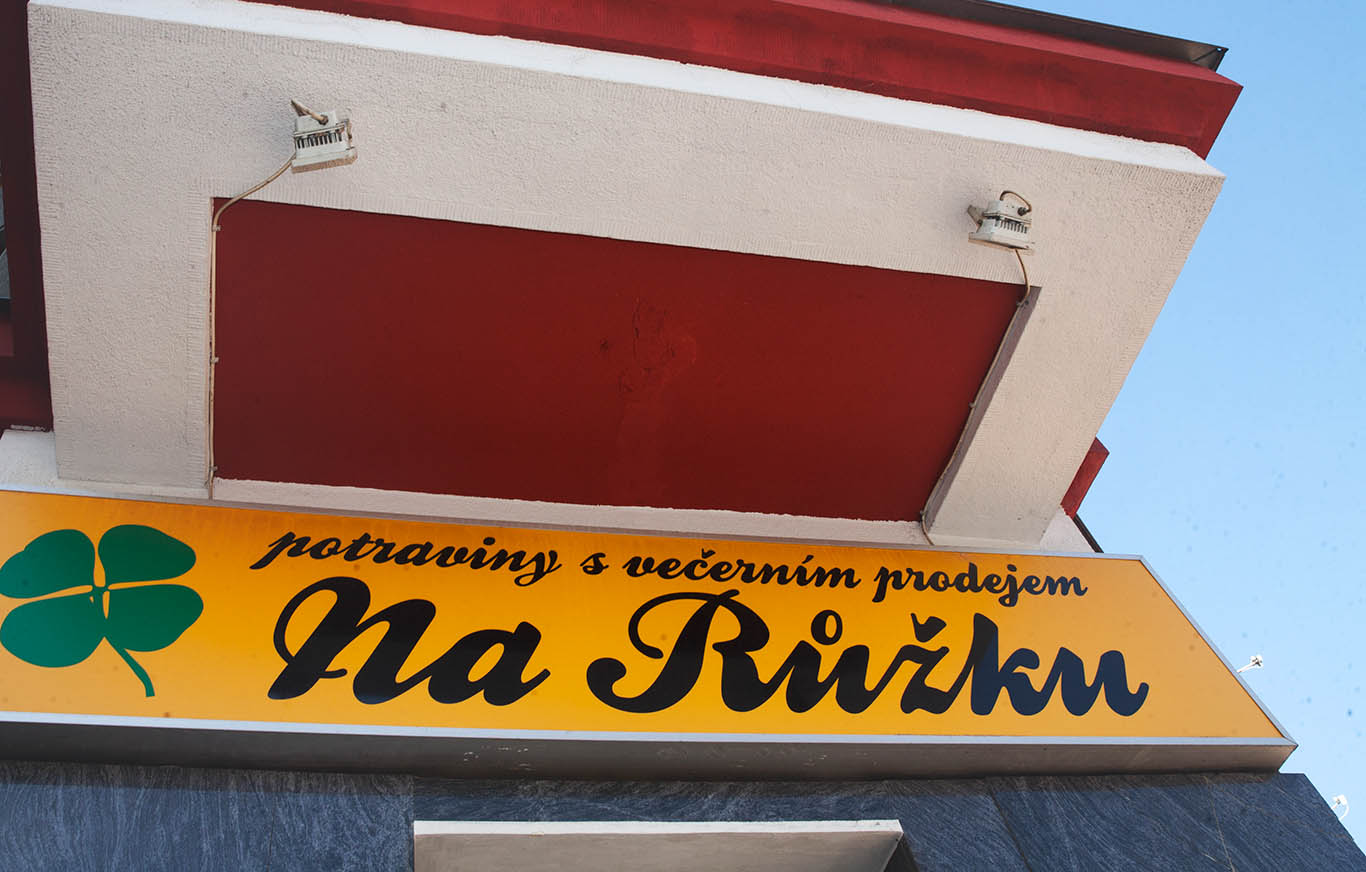 potraviny s večerním prodejem
Na Růžku